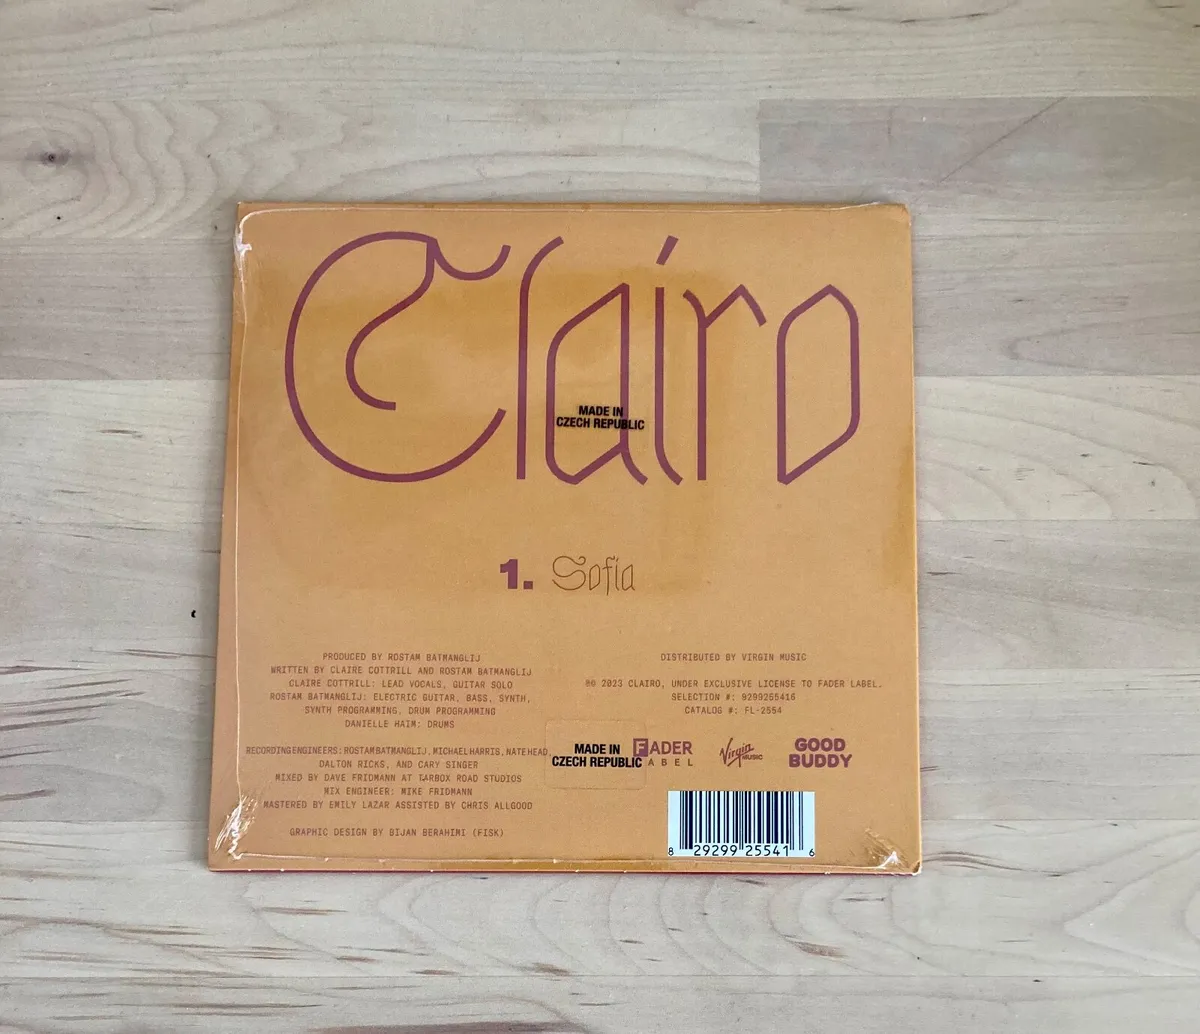 Clairo
MADE IN
CZECH REPUBLIC
1. Sofia
PRODUCED BY ROSTAM BATMANGLIJ
WRITTEN BY CLAIRE COTTRILL AND ROSTAM BATMANGLIJ
CLAIRE COTTRILL: LEAD VOCALS, GUITAR SOLO
ROSTAM BATMANGLIJ: ELECTRIC GUITAR, BASS, SYNTH,
SYNTH PROGRAMMING, DRUM PROGRAMMING
DANIELLE HAIM: DRUMS
RECORDING ENGINEERS: ROSTAM BATMANGLIJ, MICHAEL HARRIS, NATE HEAD,
DALTON RICKS, AND CARY SINGER
MIXED BY DAVE FRIDMANN AT TARBOX ROAD STUDIOS
MIX ENGINEER: MIKE FRIDMANN
MASTERED BY EMILY LAZAR ASSISTED BY CHRIS ALLGOOD
GRAPHIC DESIGN BY BIJAN BERAHIMI (FISK)
DISTRIBUTED BY VIRGIN MUSIC
℗© 2023 CLAIRO, UNDER EXCLUSIVE LICENSE TO FADER LABEL.
SELECTION #: 9299255416
CATALOG #: FL-2554
MADE IN
CZECH REPUBLIC
FADER
ABEL
Virgin
MUSIC
GOOD
BUDDY
8 29299 25541 6